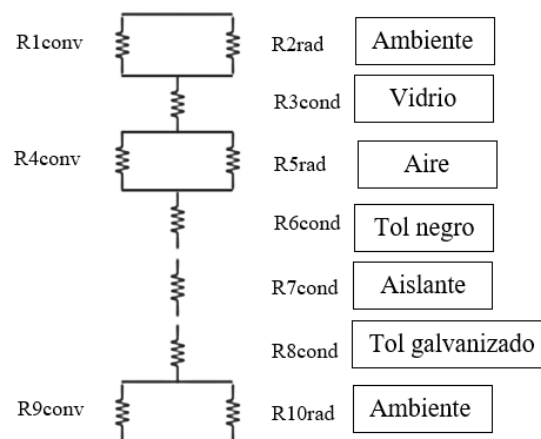 R1conv R2rad Ambiente
R3cond Vidrio
R4conv R5rad Aire
R6cond Tol negro
R7cond Aislante
R8cond Tol galvanizado
R9conv R10rad Ambiente